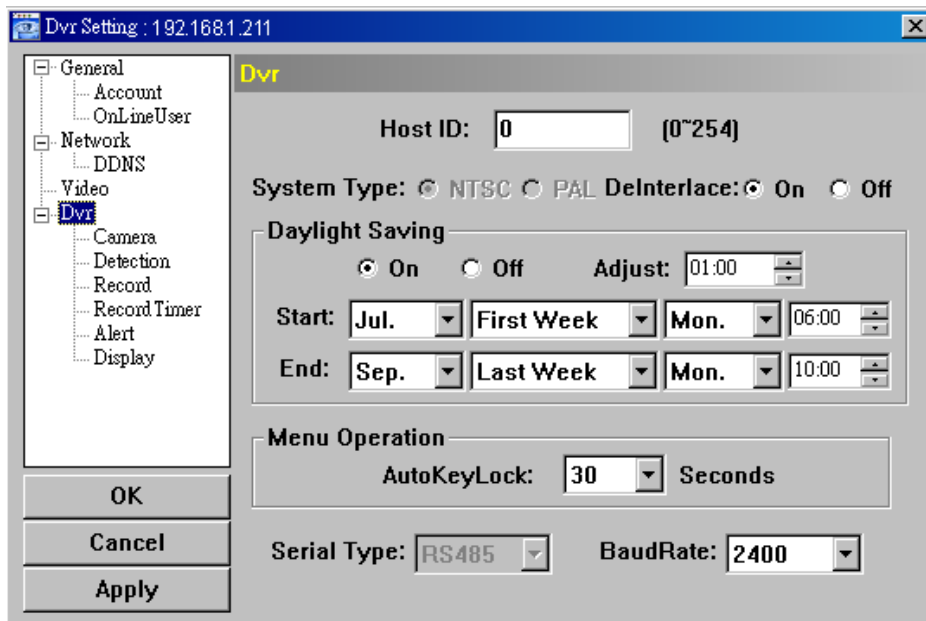 Dvr Setting : 192.168.1.211
General
Account
OnLineUser
Network
DDNS
Video
Dvr
Camera
Detection
Record
Record Timer
Alert
Display
OK
Cancel
Apply
Dvr
Host ID: 0 (0~254)
System Type: NTSC PAL DeInterlace: On Off
Daylight Saving
On Off Adjust: 01:00
Start: Jul. First Week Mon. 06:00
End: Sep. Last Week Mon. 10:00
Menu Operation
AutoKeyLock: 30 Seconds
Serial Type: RS485 BaudRate: 2400